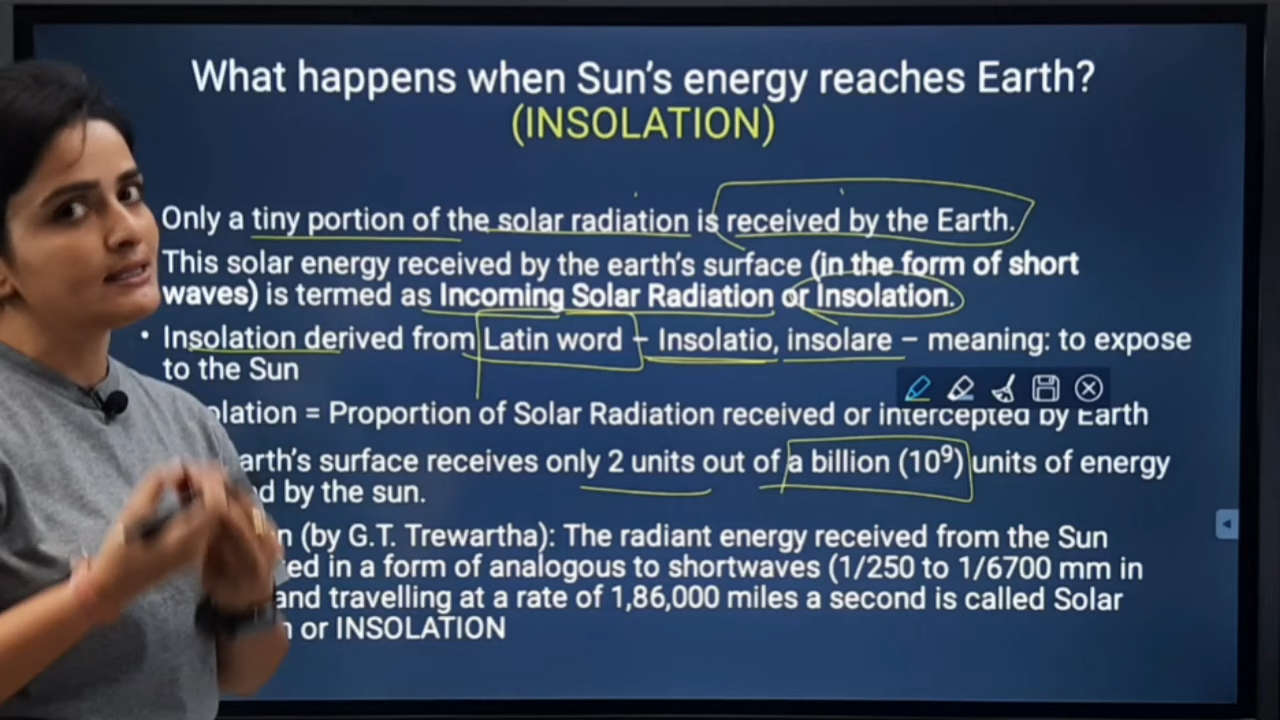 What happens when Sun's energy reaches Earth?
(INSOLATION)
Only a tiny portion of the solar radiation is received by the Earth.
This solar energy received by the earth's surface (in the form of short
waves) is termed as Incoming Solar Radiation or Insolation.
• Insolation derived from Latin word – Insolatio, insolare – meaning: to expose
to the Sun
olation = Proportion of Solar Radiation received or intercepted by Earth
arth's surface receives only 2 units out of a billion (10⁹) units of energy
d by the sun.
n (by G.T. Trewartha): The radiant energy received from the Sun
ed in a form of analogous to shortwaves (1/250 to 1/6700 mm in
and travelling at a rate of 1,86,000 miles a second is called Solar
n or INSOLATION